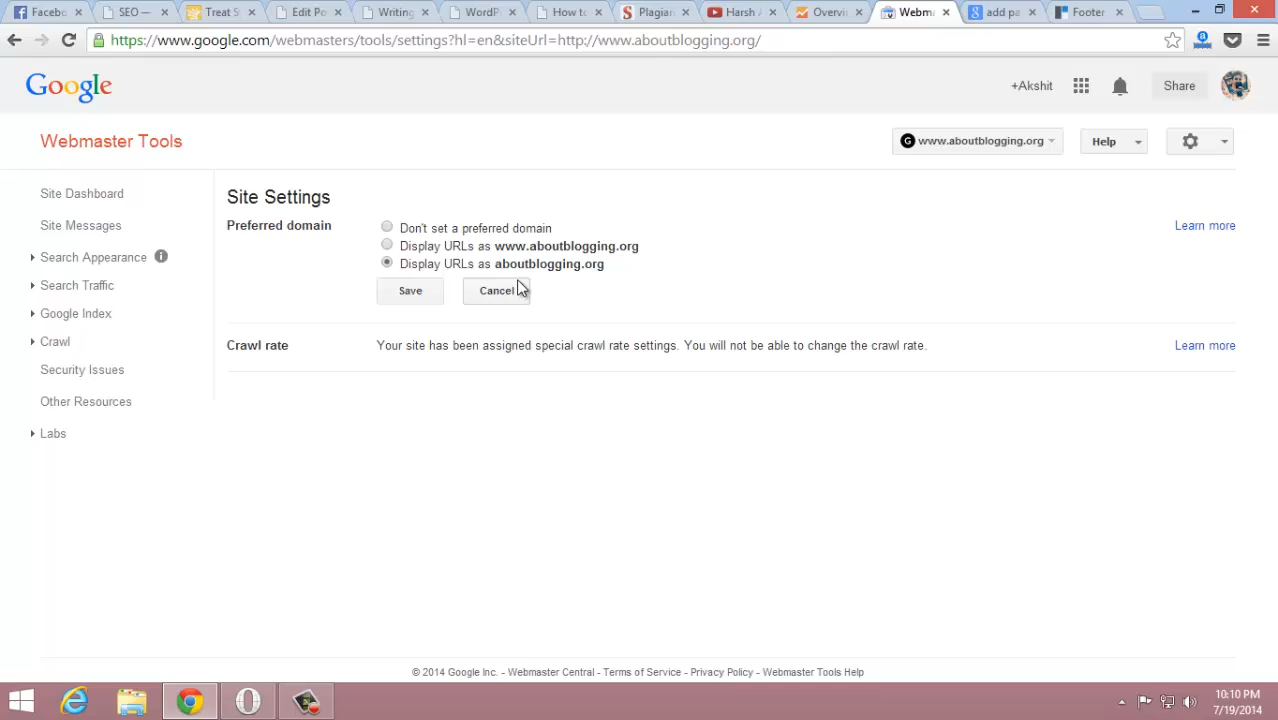 Facebo
SEO —
Treat S
Edit Po
Writing
WordP
How to
Plagiar
Harsh A
Overvi
Webma
add pa
Footer
https://www.google.com/webmasters/tools/settings?hl=en&siteUrl=http://www.aboutblogging.org/
Google
+Akshit
Share
Webmaster Tools
www.aboutblogging.org
Help
Site Dashboard
Site Messages
Search Appearance
Search Traffic
Google Index
Crawl
Security Issues
Other Resources
Labs
Site Settings
Preferred domain
Don't set a preferred domain
Display URLs as www.aboutblogging.org
Display URLs as aboutblogging.org
Learn more
Save
Cancel
Crawl rate
Your site has been assigned special crawl rate settings. You will not be able to change the crawl rate.
Learn more
© 2014 Google Inc. - Webmaster Central - Terms of Service - Privacy Policy - Webmaster Tools Help
10:10 PM
7/19/2014